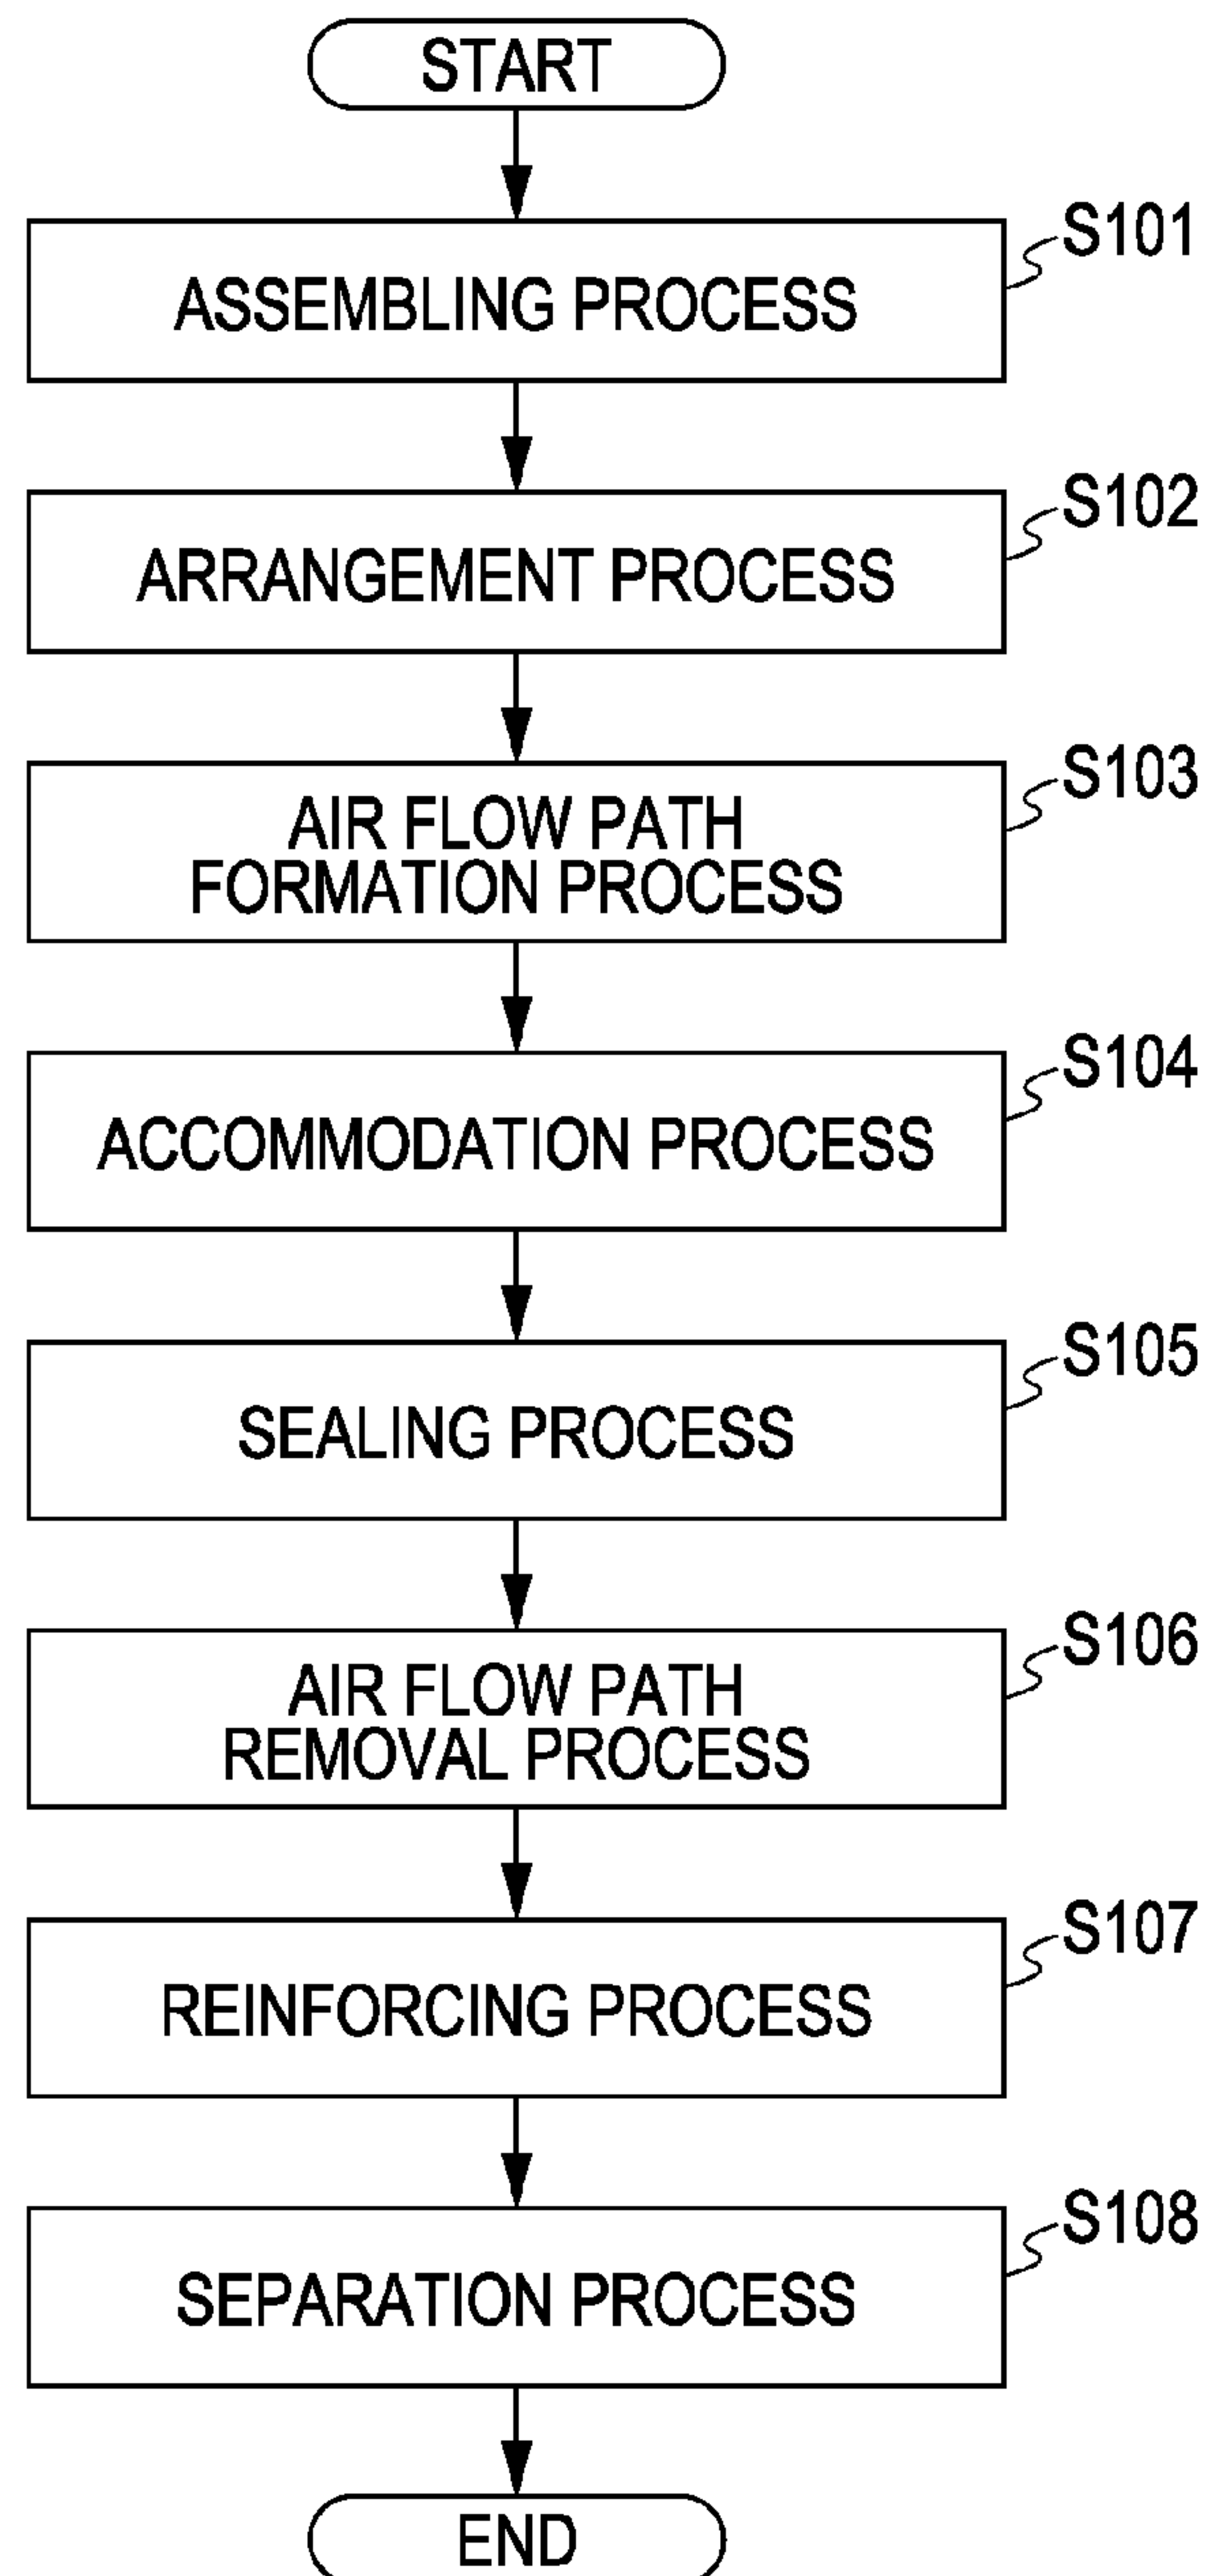 START
S101
ASSEMBLING PROCESS
S102
ARRANGEMENT PROCESS
S103
AIR FLOW PATH
FORMATION PROCESS
S104
ACCOMMODATION PROCESS
S105
SEALING PROCESS
S106
AIR FLOW PATH
REMOVAL PROCESS
S107
REINFORCING PROCESS
S108
SEPARATION PROCESS
END